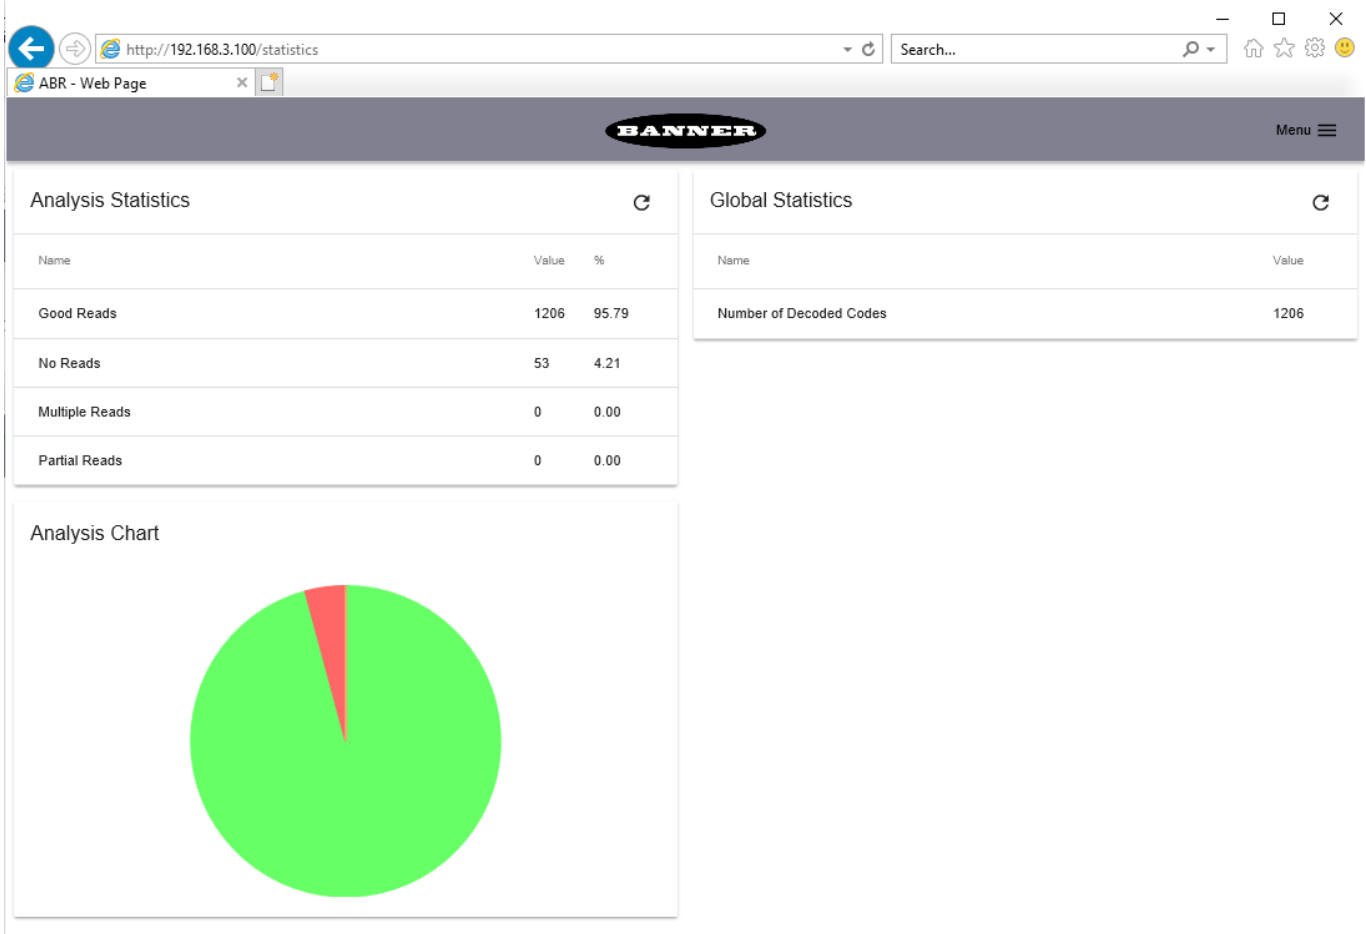 http://192.168.3.100/statistics
Search...
ABR - Web Page
BANNER
Menu
Analysis Statistics
Name Value %
Good Reads 1206 95.79
No Reads 53 4.21
Multiple Reads 0 0.00
Partial Reads 0 0.00
Global Statistics
Name Value
Number of Decoded Codes 1206
Analysis Chart